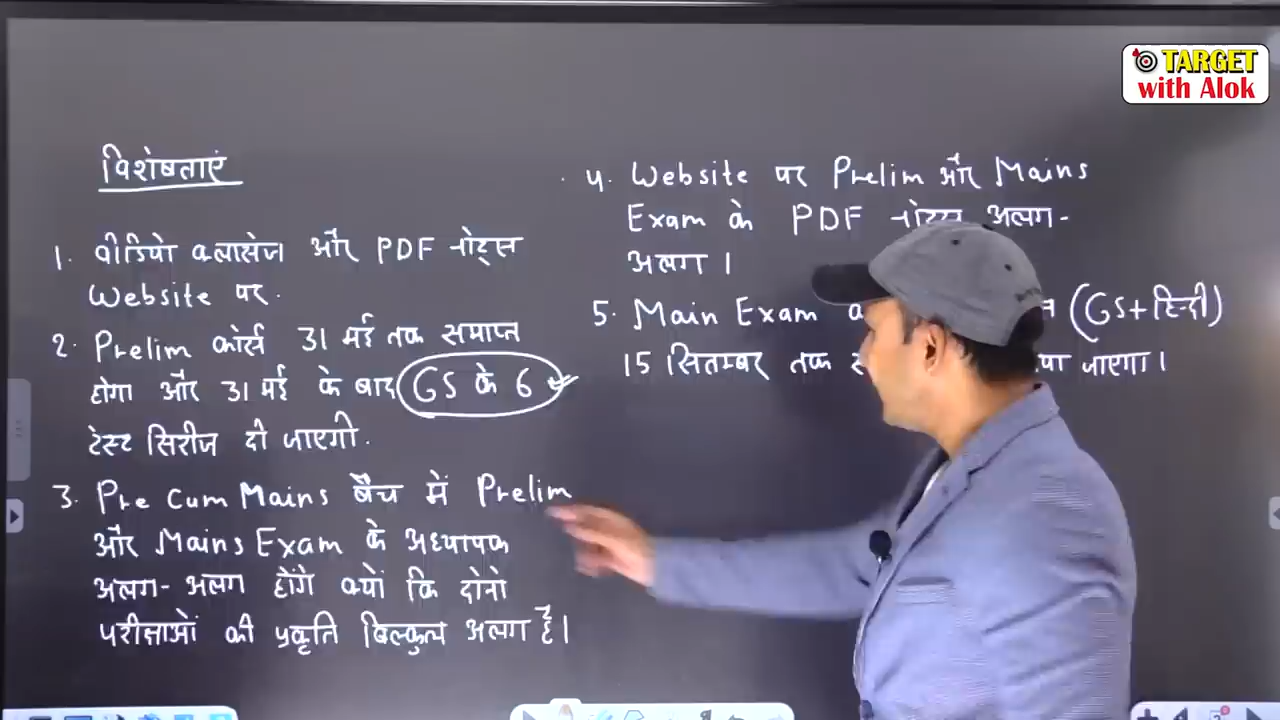 TARGET
with Alok
विशेषताएं
1. वीडियो क्लासेज और PDF नोट्स
Website पर.
2. Prelim कोर्स 31 मई तक समाप्त
होगा और 31 मई के बाद GS के 6
टेस्ट सिरीज दी जाएगी.
3. Pre Cum Mains बैच में Prelim
और Mains Exam के अध्यापक
अलग-अलग होंगे क्यों कि दोनो
परीक्षाओं की प्रकृति बिल्कुल अलग है।
4. Website पर Prelim और Mains
Exam के PDF नोट्स अलग-
अलग।
5. Main Exam (GS+हिन्दी)
15 सितम्बर तक जाएगा।